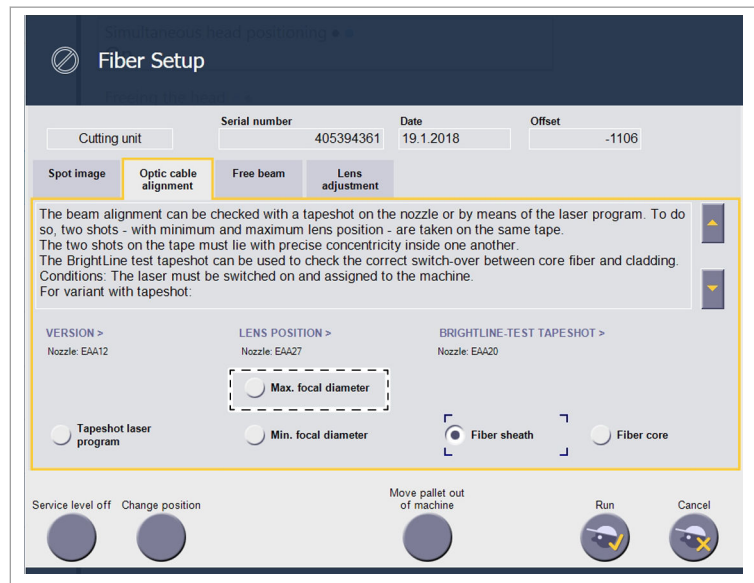 Simultaneous head positioning
Fiber Setup
Serial number
Date
Offset
Cutting unit
405394361
19.1.2018
-1106
Spot image
Optic cable
alignment
Free beam
Lens
adjustment
The beam alignment can be checked with a tapeshot on the nozzle or by means of the laser program. To do
so, two shots - with minimum and maximum lens position - are taken on the same tape.
The two shots on the tape must lie with precise concentricity inside one another.
The BrightLine test tapeshot can be used to check the correct switch-over between core fiber and cladding.
Conditions: The laser must be switched on and assigned to the machine.
For variant with tapeshot:
VERSION >
LENS POSITION >
BRIGHTLINE-TEST TAPESHOT >
Nozzle: EAA12
Nozzle: EAA27
Nozzle: EAA20
Max. focal diameter
Tapeshot laser
program
Min. focal diameter
Fiber sheath
Fiber core
Service level off
Change position
Move pallet out
of machine
Run
Cancel